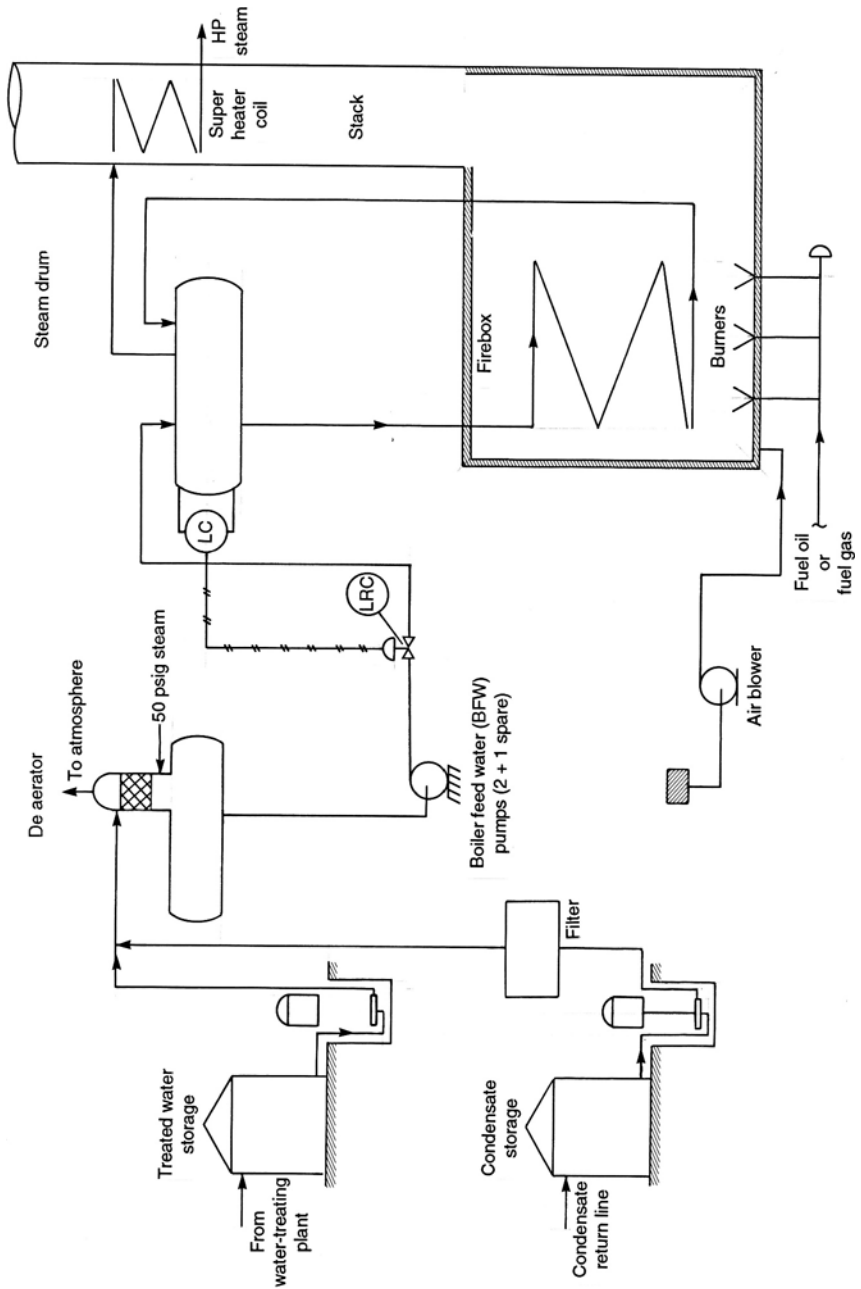 From
water-treating
plant
Treated water
storage
Condensate
return line
Condensate
storage
Filter
De aerator
To atmosphere
50 psig steam
Boiler feed water (BFW)
pumps (2 + 1 spare)
LRC
LC
Air blower
Steam drum
Firebox
Burners
Fuel oil
or
fuel gas
Super
heater
coil
Stack
HP
steam